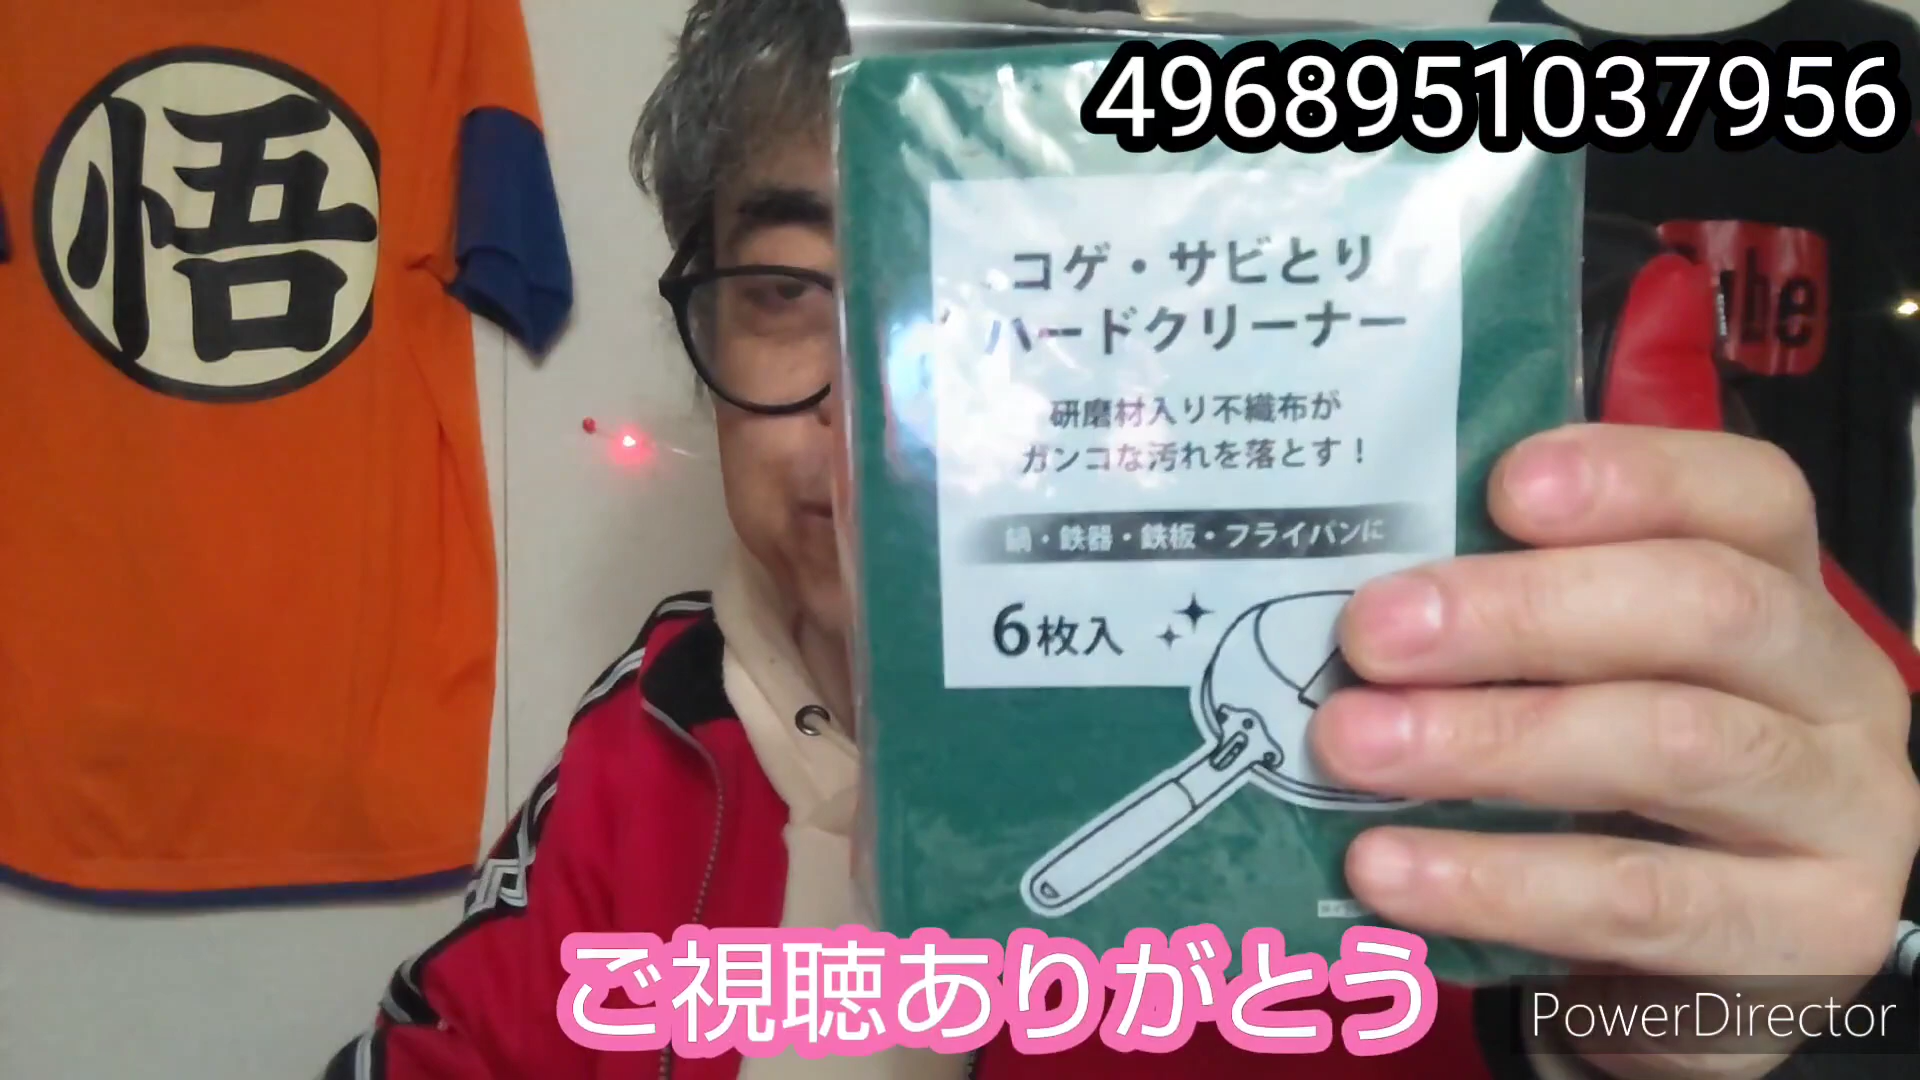 4968951037956
悟
コゲ・サビとり
ハードクリーナー
研磨材入り不織布が
ガンコな汚れを落とす！
鍋・鉄器・鉄板・フライパンに
6枚入
ご視聴ありがとう
PowerDirector